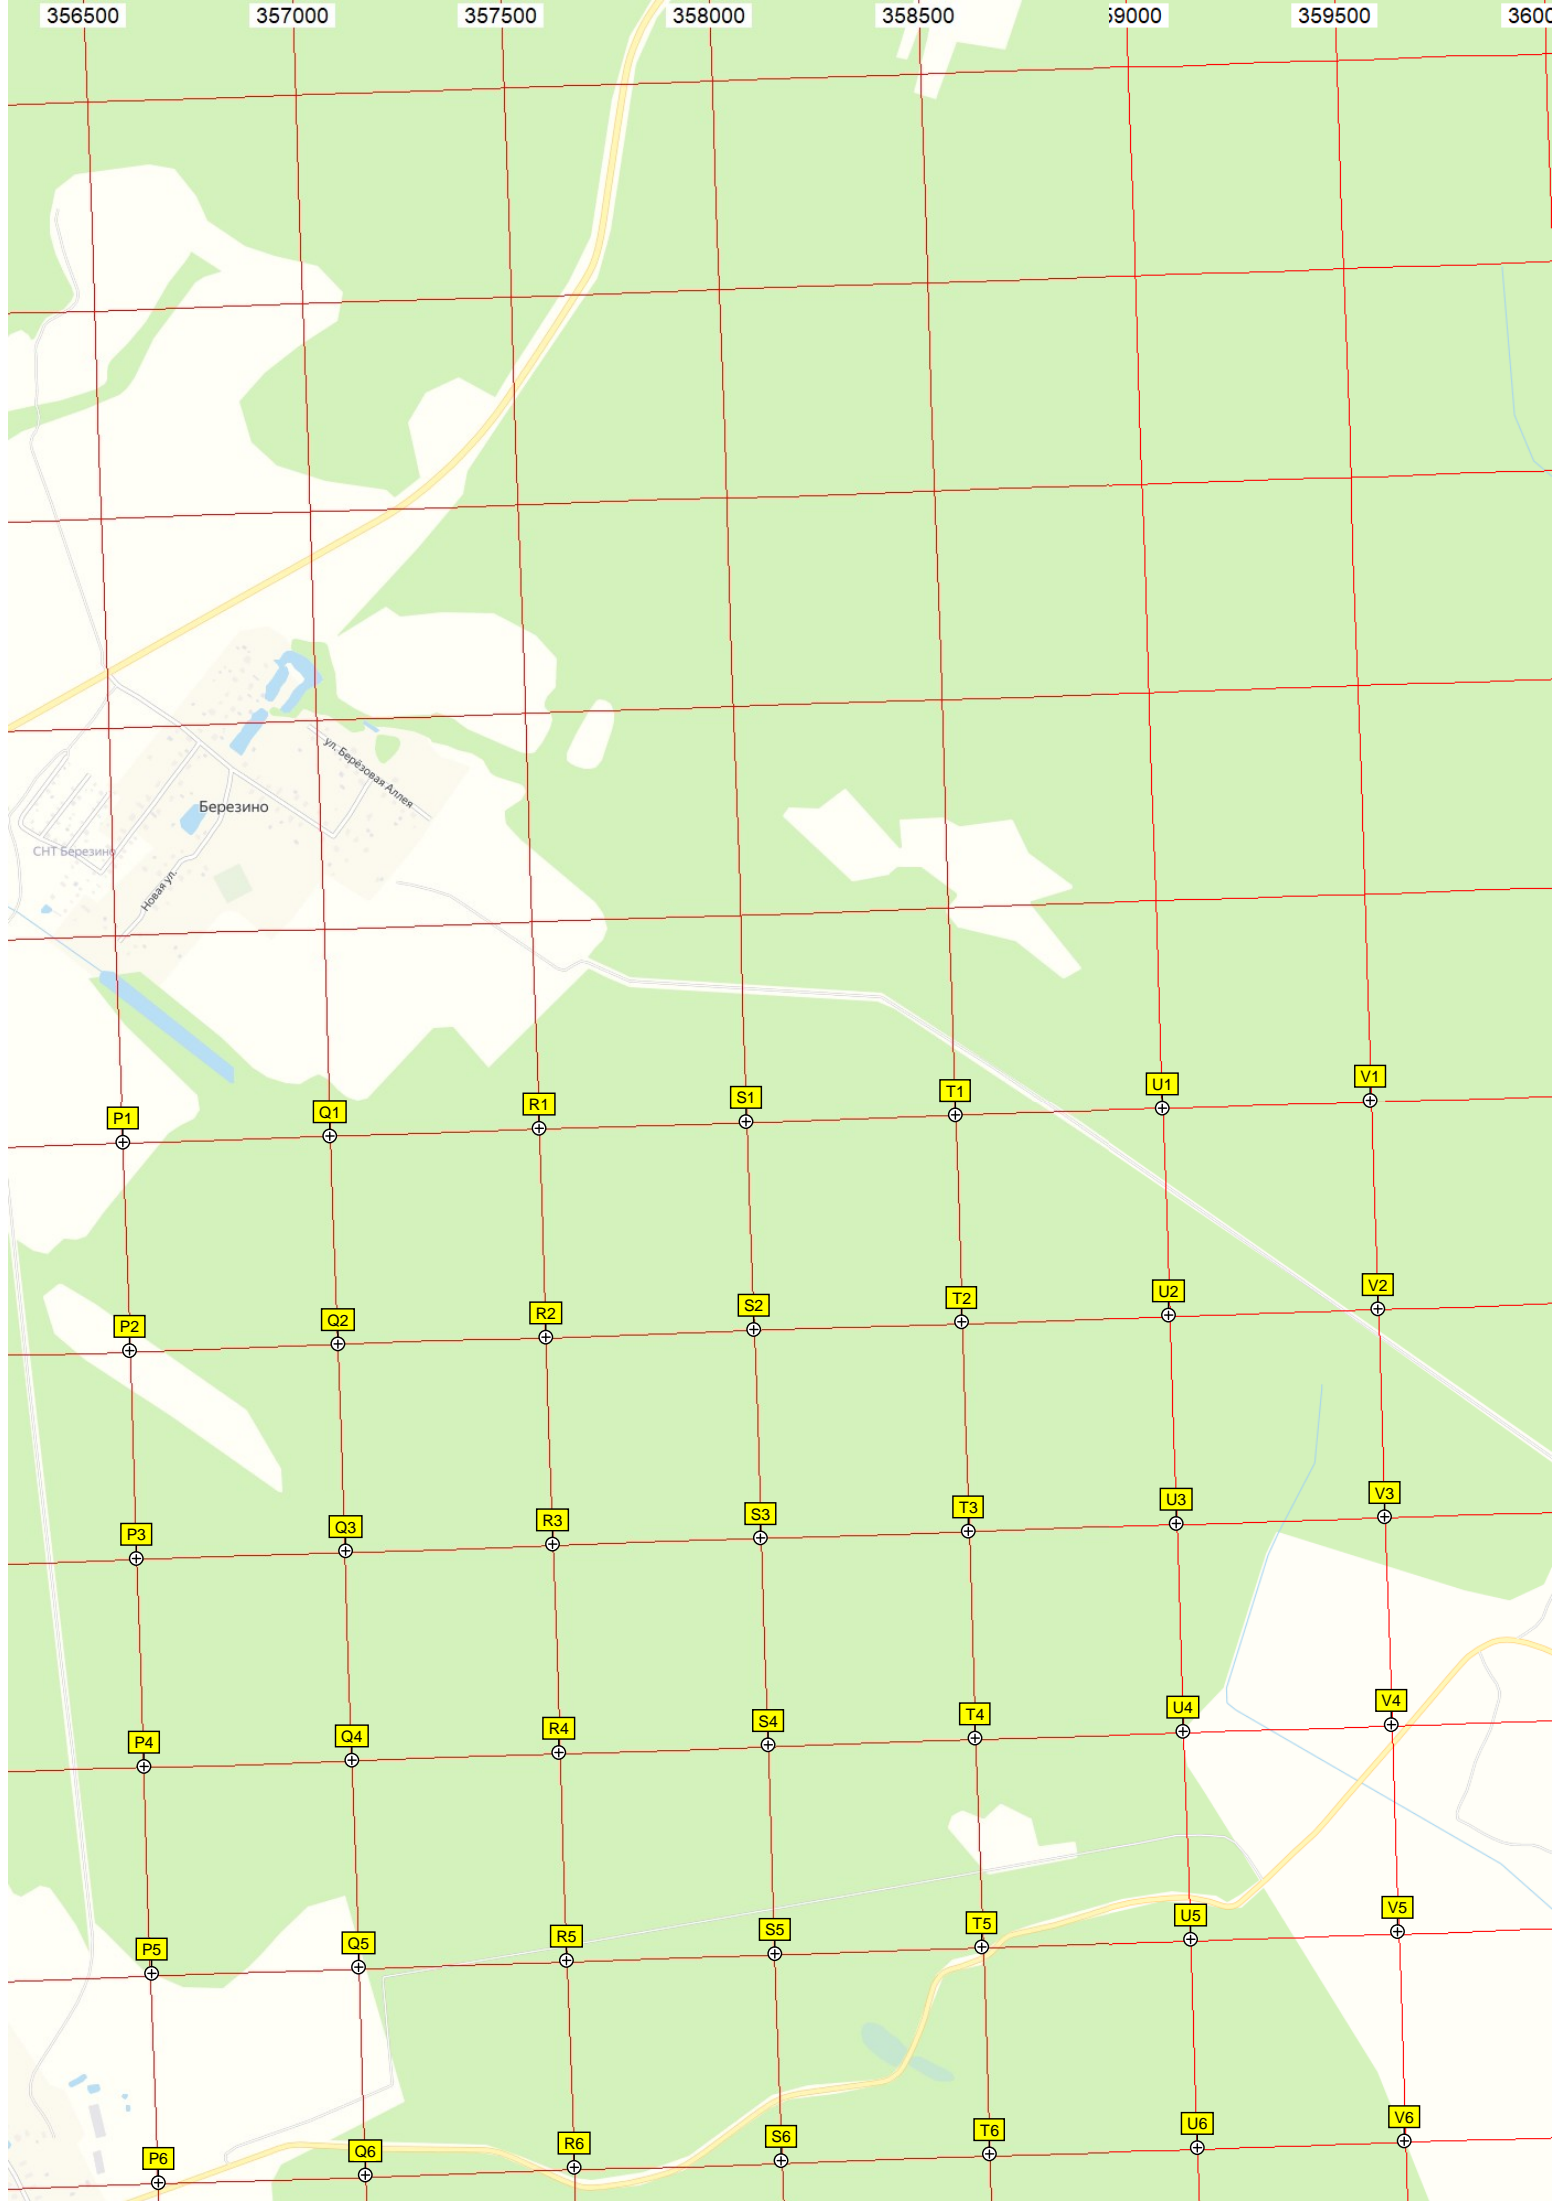 356500 357000 357500 358000 358500 59000 359500 3600
ул. Берёзовая Аллея
Березино
СНТ Березино
Новая ул.
P1 Q1 R1 S1 T1 U1 V1
P2 Q2 R2 S2 T2 U2 V2
P3 Q3 R3 S3 T3 U3 V3
P4 Q4 R4 S4 T4 U4 V4
P5 Q5 R5 S5 T5 U5 V5
P6 Q6 R6 S6 T6 U6 V6